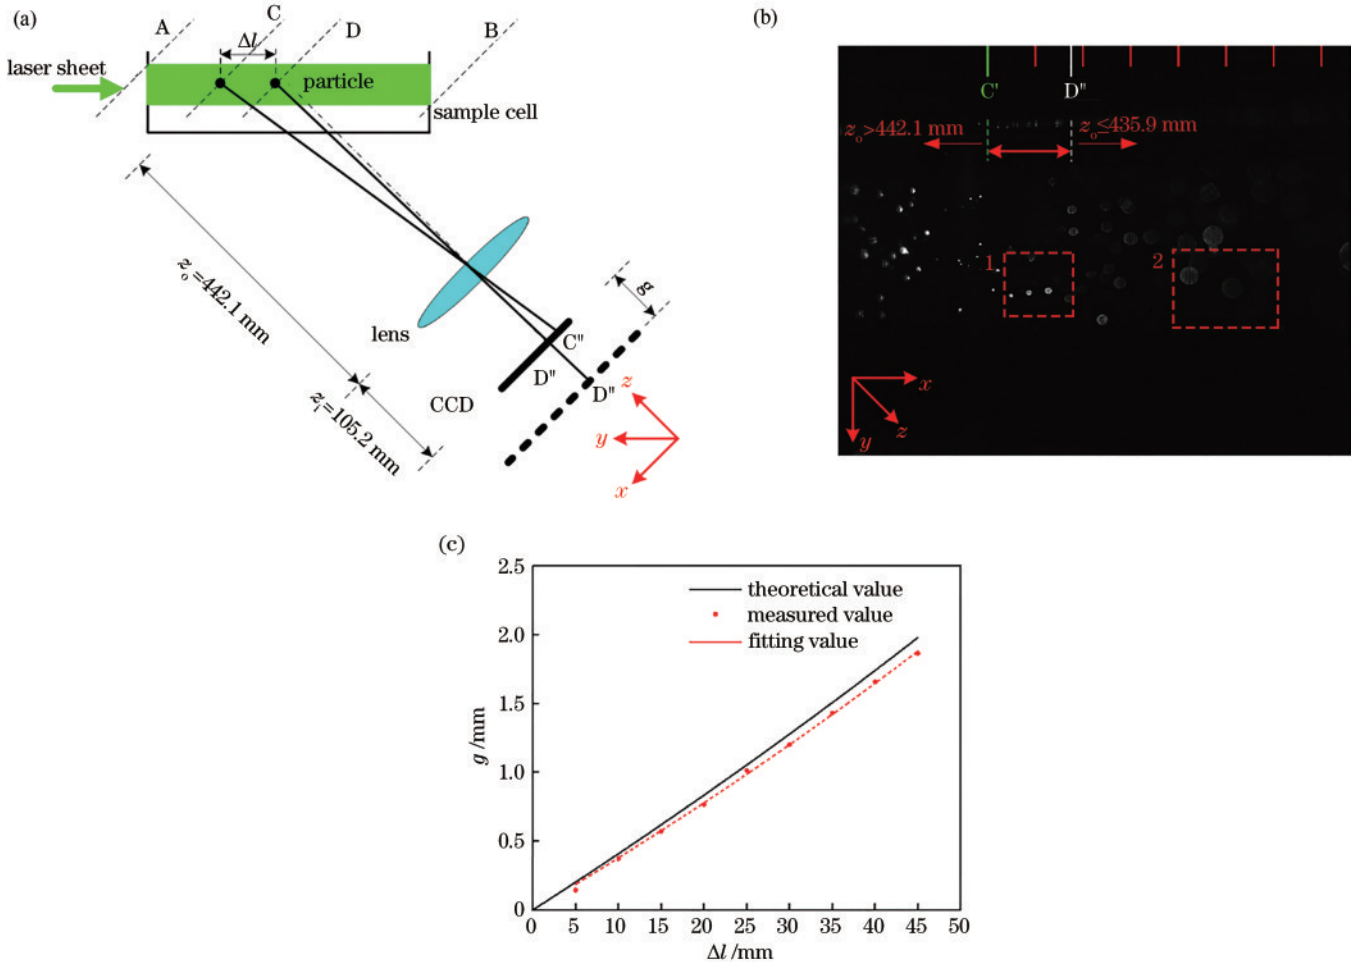 (a)
A
C
D
B
Δl
laser sheet
particle
sample cell
z₀=442.1 mm
lens
g
C"
D"
D"
CCD
zᵢ=105.2 mm
z
y
x
(b)
C'
D"
z₀>442.1 mm
z₀≤435.9 mm
1
2
x
z
y
(c)
2.5
2.0
1.5
1.0
0.5
0
g /mm
theoretical value
measured value
fitting value
0 5 10 15 20 25 30 35 40 45 50
Δl /mm